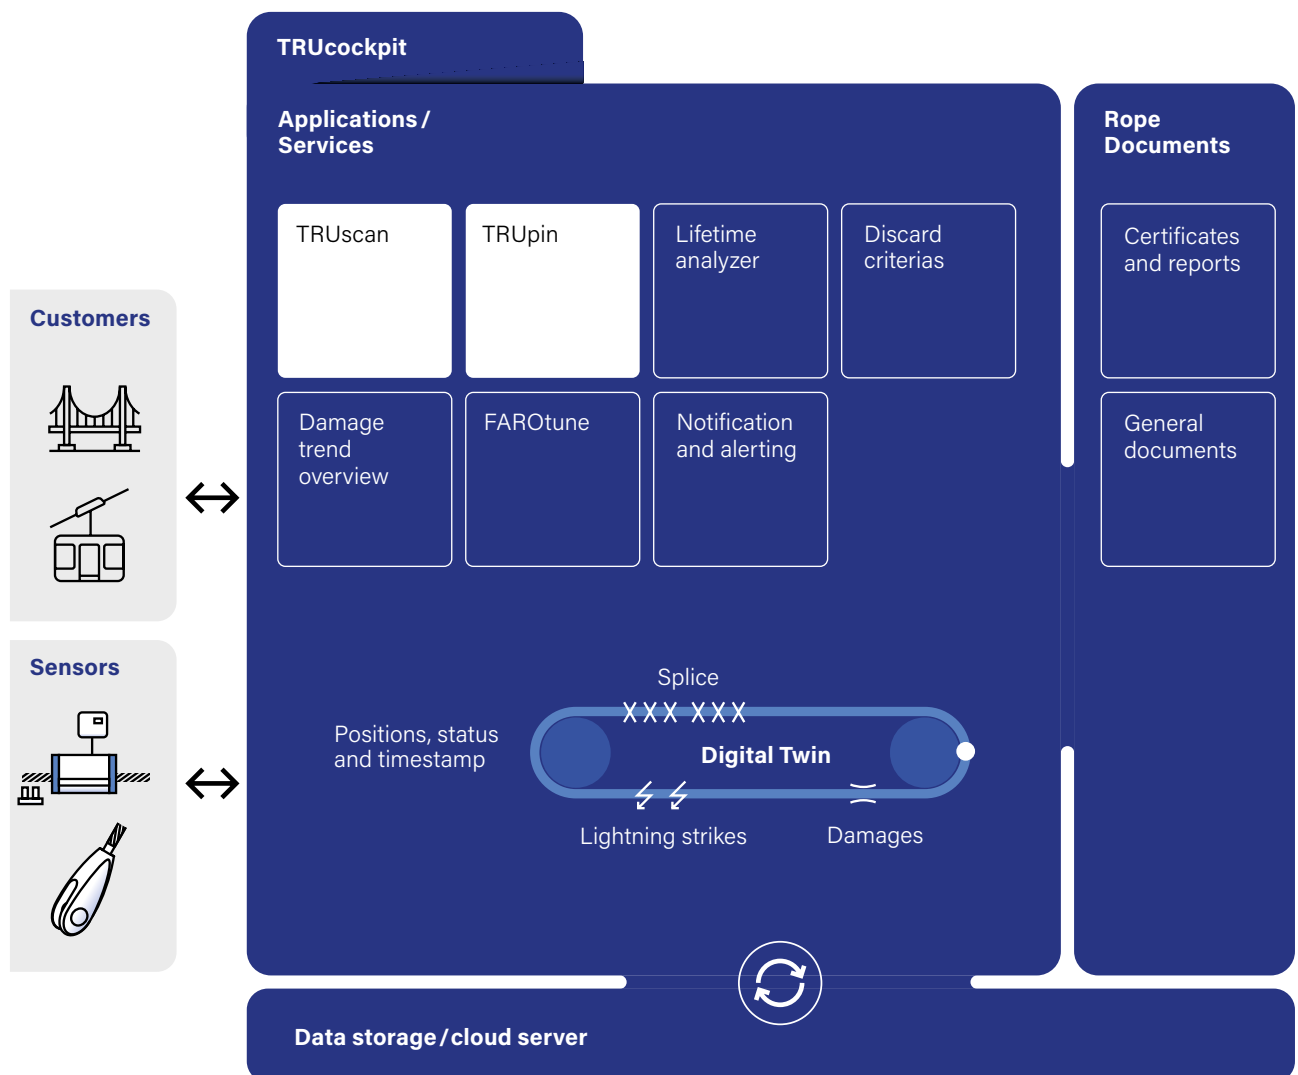 TRUcockpit
Applications /
Services
Rope
Documents
TRUscan
TRUpin
Lifetime
analyzer
Discard
criterias
Certificates
and reports
Customers
Damage
trend
overview
FAROtune
Notification
and alerting
General
documents
Sensors
Splice
Positions, status
and timestamp
Digital Twin
Lightning strikes
Damages
Data storage / cloud server